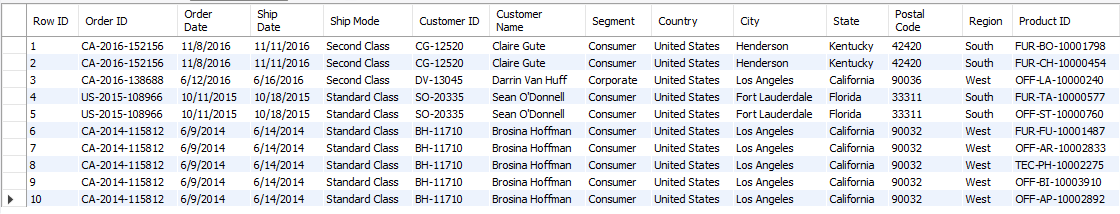 Row ID Order ID Order Date Ship Date Ship Mode Customer ID Customer Name Segment Country City State Postal Code Region Product ID
1 CA-2016-152156 11/8/2016 11/11/2016 Second Class CG-12520 Claire Gute Consumer United States Henderson Kentucky 42420 South FUR-BO-10001798
2 CA-2016-152156 11/8/2016 11/11/2016 Second Class CG-12520 Claire Gute Consumer United States Henderson Kentucky 42420 South FUR-CH-10000454
3 CA-2016-138688 6/12/2016 6/16/2016 Second Class DV-13045 Darrin Van Huff Corporate United States Los Angeles California 90036 West OFF-LA-10000240
4 US-2015-108966 10/11/2015 10/18/2015 Standard Class SO-20335 Sean O'Donnell Consumer United States Fort Lauderdale Florida 33311 South FUR-TA-10000577
5 US-2015-108966 10/11/2015 10/18/2015 Standard Class SO-20335 Sean O'Donnell Consumer United States Fort Lauderdale Florida 33311 South OFF-ST-10000760
6 CA-2014-115812 6/9/2014 6/14/2014 Standard Class BH-11710 Brosina Hoffman Consumer United States Los Angeles California 90032 West FUR-FU-10001487
7 CA-2014-115812 6/9/2014 6/14/2014 Standard Class BH-11710 Brosina Hoffman Consumer United States Los Angeles California 90032 West OFF-AR-10002833
8 CA-2014-115812 6/9/2014 6/14/2014 Standard Class BH-11710 Brosina Hoffman Consumer United States Los Angeles California 90032 West TEC-PH-10002275
9 CA-2014-115812 6/9/2014 6/14/2014 Standard Class BH-11710 Brosina Hoffman Consumer United States Los Angeles California 90032 West OFF-BI-10003910
10 CA-2014-115812 6/9/2014 6/14/2014 Standard Class BH-11710 Brosina Hoffman Consumer United States Los Angeles California 90032 West OFF-AP-10002892